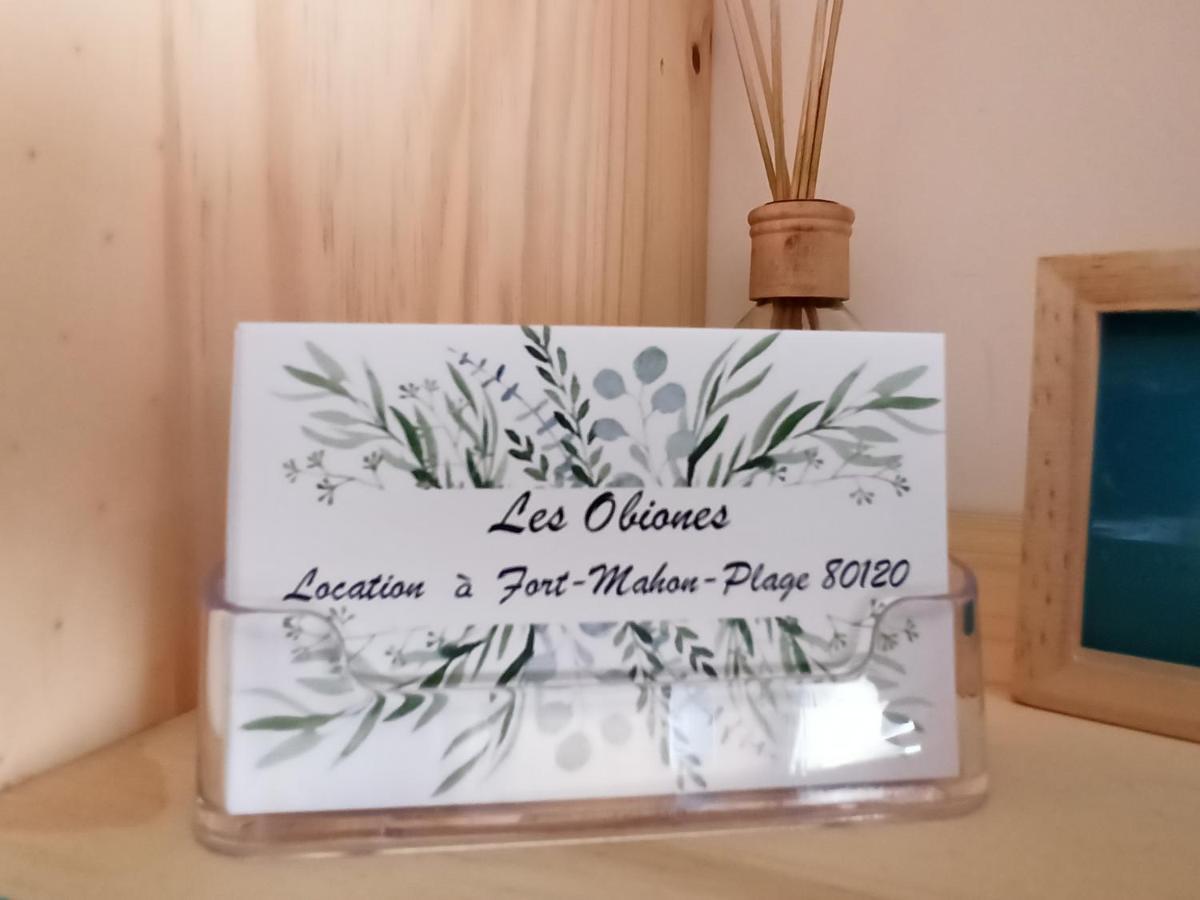 Les Obiones
Location à Fort-Mahon-Plage 80120